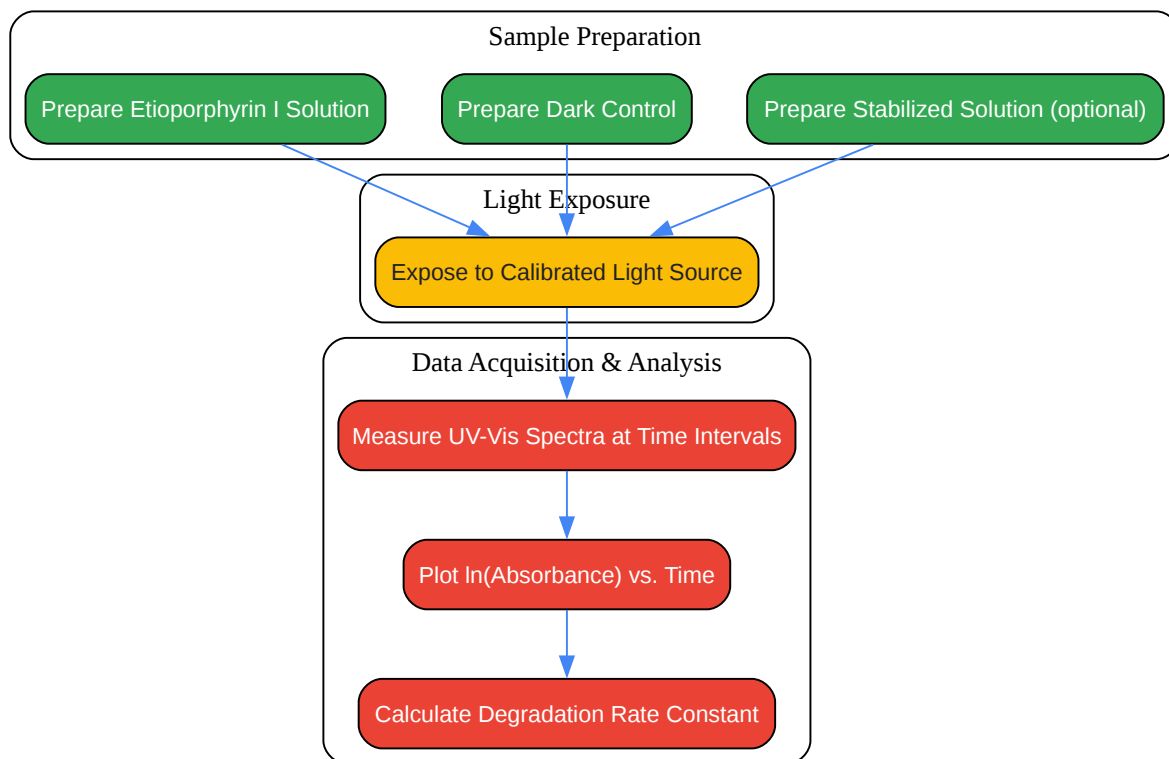 Sample Preparation
Prepare Etioporphyrin I Solution
Prepare Dark Control
Prepare Stabilized Solution (optional)
Light Exposure
Expose to Calibrated Light Source
Data Acquisition & Analysis
Measure UV-Vis Spectra at Time Intervals
Plot ln(Absorbance) vs. Time
Calculate Degradation Rate Constant